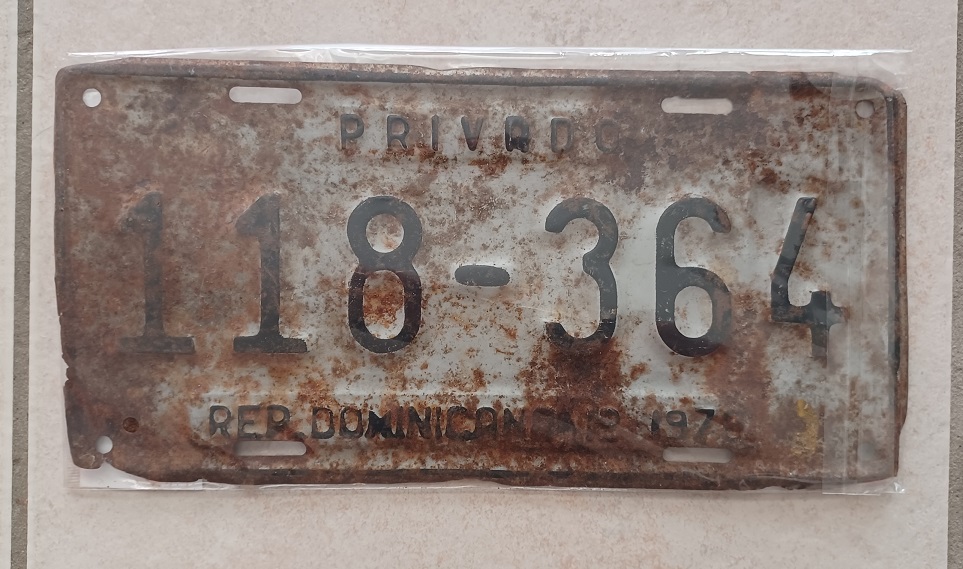 PRIVADO
118-364
REP. DOMINICANA